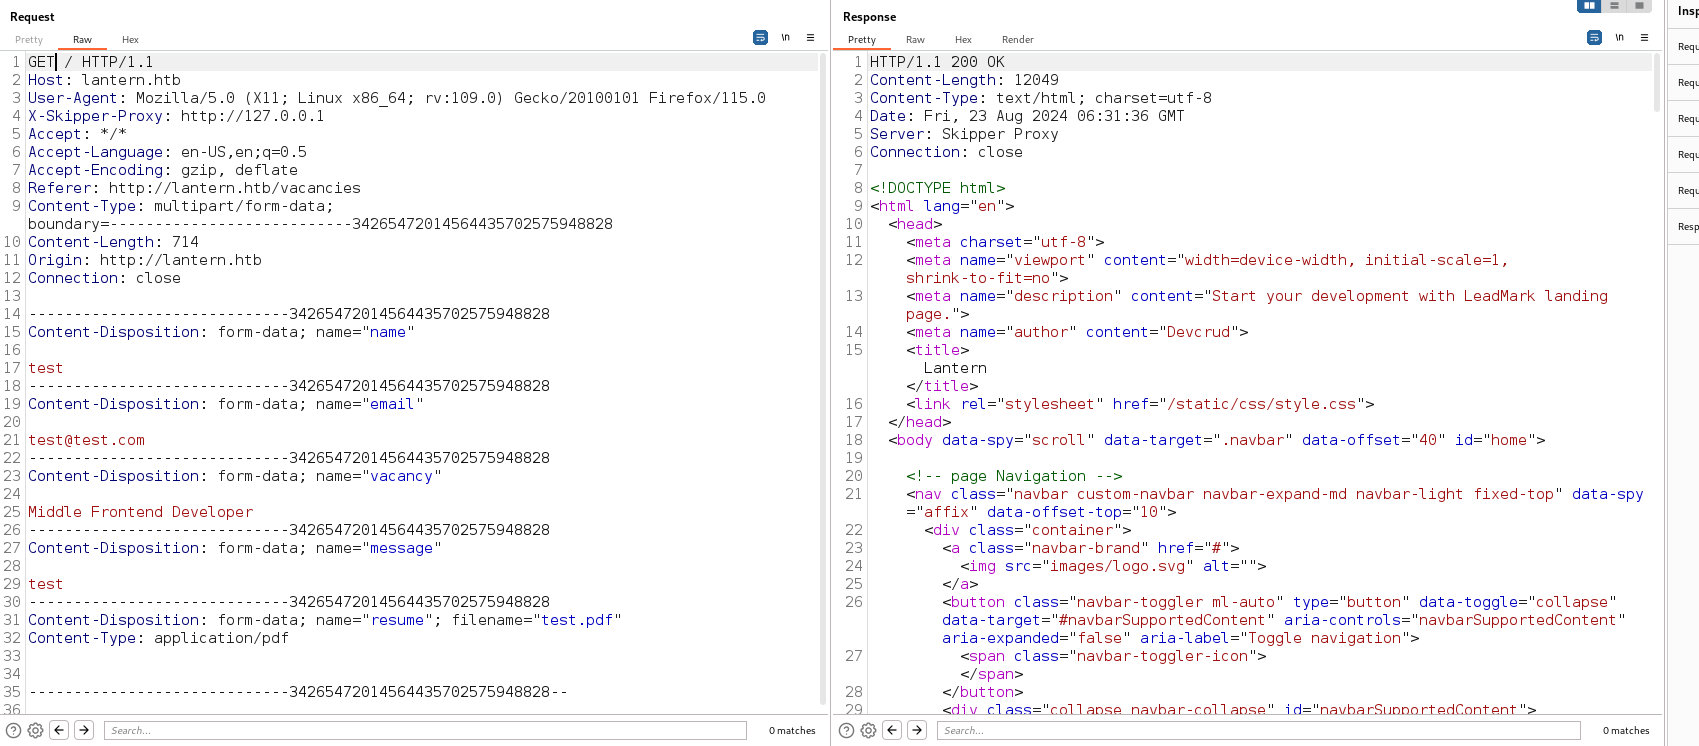 Request
Pretty Raw Hex
\n
1 GET / HTTP/1.1
2 Host: lantern.htb
3 User-Agent: Mozilla/5.0 (X11; Linux x86_64; rv:109.0) Gecko/20100101 Firefox/115.0
4 X-Skipper-Proxy: http://127.0.0.1
5 Accept: */*
6 Accept-Language: en-US,en;q=0.5
7 Accept-Encoding: gzip, deflate
8 Referer: http://lantern.htb/vacancies
9 Content-Type: multipart/form-data;
boundary=---------------------------342654720145644357025759​48828
10 Content-Length: 714
11 Origin: http://lantern.htb
12 Connection: close
13
14 -----------------------------34265472014564435702575948828
15 Content-Disposition: form-data; name="name"
16
17 test
18 -----------------------------34265472014564435702575948828
19 Content-Disposition: form-data; name="email"
20
21 test@test.com
22 -----------------------------34265472014564435702575948828
23 Content-Disposition: form-data; name="vacancy"
24
25 Middle Frontend Developer
26 -----------------------------34265472014564435702575948828
27 Content-Disposition: form-data; name="message"
28
29 test
30 -----------------------------34265472014564435702575948828
31 Content-Disposition: form-data; name="resume"; filename="test.pdf"
32 Content-Type: application/pdf
33
34
35 -----------------------------34265472014564435702575948828--
36
Search...
0 matches
Response
Pretty Raw Hex Render
\n
1 HTTP/1.1 200 OK
2 Content-Length: 12049
3 Content-Type: text/html; charset=utf-8
4 Date: Fri, 23 Aug 2024 06:31:36 GMT
5 Server: Skipper Proxy
6 Connection: close
7
8 <!DOCTYPE html>
9 <html lang="en">
10 <head>
11 <meta charset="utf-8">
12 <meta name="viewport" content="width=device-width, initial-scale=1,
shrink-to-fit=no">
13 <meta name="description" content="Start your development with LeadMark landing
page.">
14 <meta name="author" content="Devcrud">
15 <title>
Lantern
</title>
16 <link rel="stylesheet" href="/static/css/style.css">
17 </head>
18 <body data-spy="scroll" data-target=".navbar" data-offset="40" id="home">
19
20 <!-- page Navigation -->
21 <nav class="navbar custom-navbar navbar-expand-md navbar-light fixed-top" data-spy
="affix" data-offset-top="10">
22 <div class="container">
23 <a class="navbar-brand" href="#">
24 <img src="images/logo.svg" alt="">
25 </a>
26 <button class="navbar-toggler ml-auto" type="button" data-toggle="collapse"
data-target="#navbarSupportedContent" aria-controls="navbarSupportedContent"
aria-expanded="false" aria-label="Toggle navigation">
27 <span class="navbar-toggler-icon">
</span>
28 </button>
29 <div class="collapse navbar-collapse" id="navbarSupportedContent">
Search...
0 matches
Insp
Requ
Requ
Requ
Requ
Requ
Resp